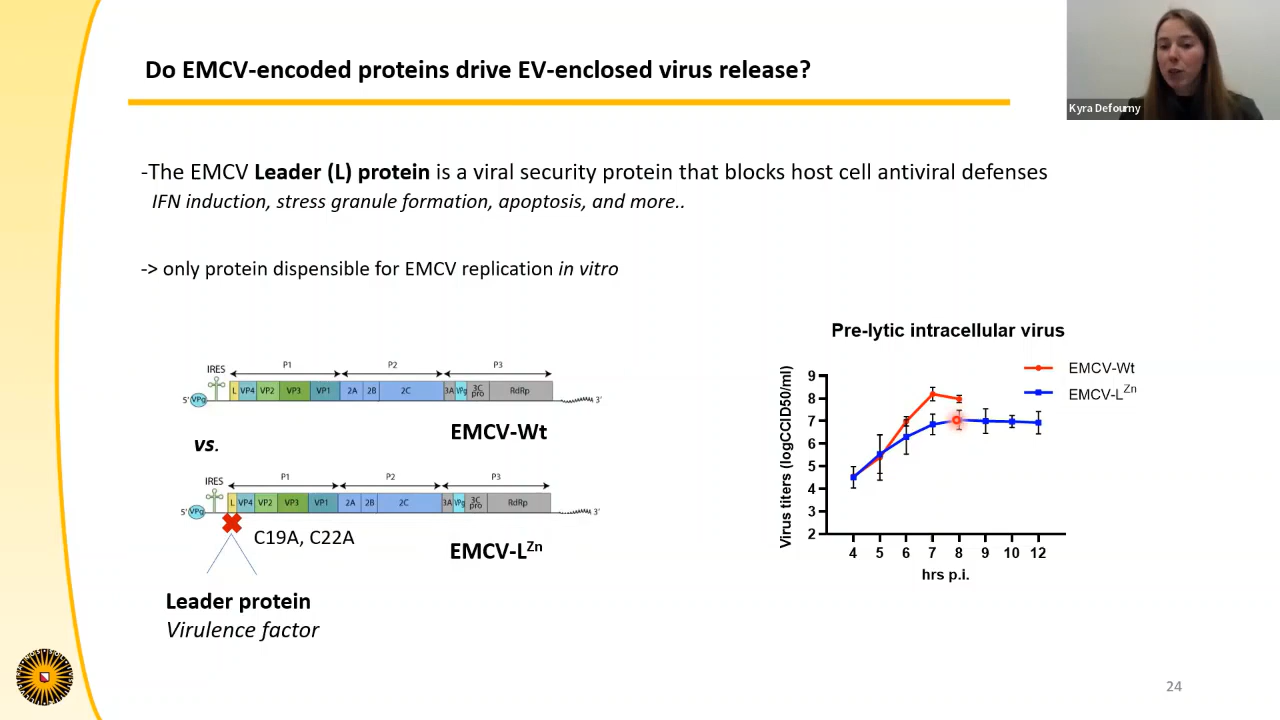 Do EMCV-encoded proteins drive EV-enclosed virus release?
Kyra Defourny
-The EMCV Leader (L) protein is a viral security protein that blocks host cell antiviral defenses
IFN induction, stress granule formation, apoptosis, and more..
-> only protein dispensible for EMCV replication in vitro
IRES P1 P2 P3
5' VPg L VP4 VP2 VP3 VP1 2A 2B 2C 3A VPg 3C pro RdRp 3'
EMCV-Wt
vs.
IRES P1 P2 P3
5' VPg L VP4 VP2 VP3 VP1 2A 2B 2C 3A VPg 3C pro RdRp 3'
C19A, C22A
EMCV-LZn
Leader protein
Virulence factor
Pre-lytic intracellular virus
EMCV-Wt
EMCV-LZn
Virus titers (logCCID50/ml)
9
8
7
6
5
4
3
2
4 5 6 7 8 9 10 12
hrs p.i.
24